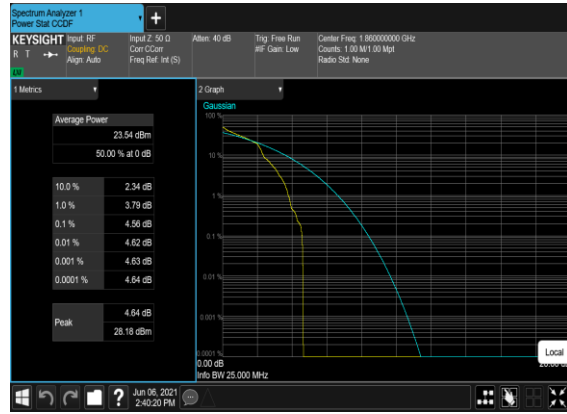 Spectrum Analyzer 1
Power Stat CCDF
KEYSIGHT
R T
Input: RF
Coupling: DC
Align: Auto
Input Z: 50 Ω
Corr CCorr
Freq Ref: Int (S)
Atten: 40 dB
Trig: Free Run
#IF Gain: Low
Center Freq: 1.860000000 GHz
Counts: 1.00 M/1.00 Mpt
Radio Std: None
1 Metrics
Average Power
23.54 dBm
50.00 % at 0 dB
10.0 % 2.34 dB
1.0 % 3.79 dB
0.1 % 4.56 dB
0.01 % 4.62 dB
0.001 % 4.63 dB
0.0001 % 4.64 dB
Peak
4.64 dB
28.18 dBm
2 Graph
Gaussian
100 %
10 %
1 %
0.1 %
0.01 %
0.001 %
0.0001 %
0.00 dB
Info BW 25.000 MHz
Local
?
Jun 06, 2021
2:40:20 PM